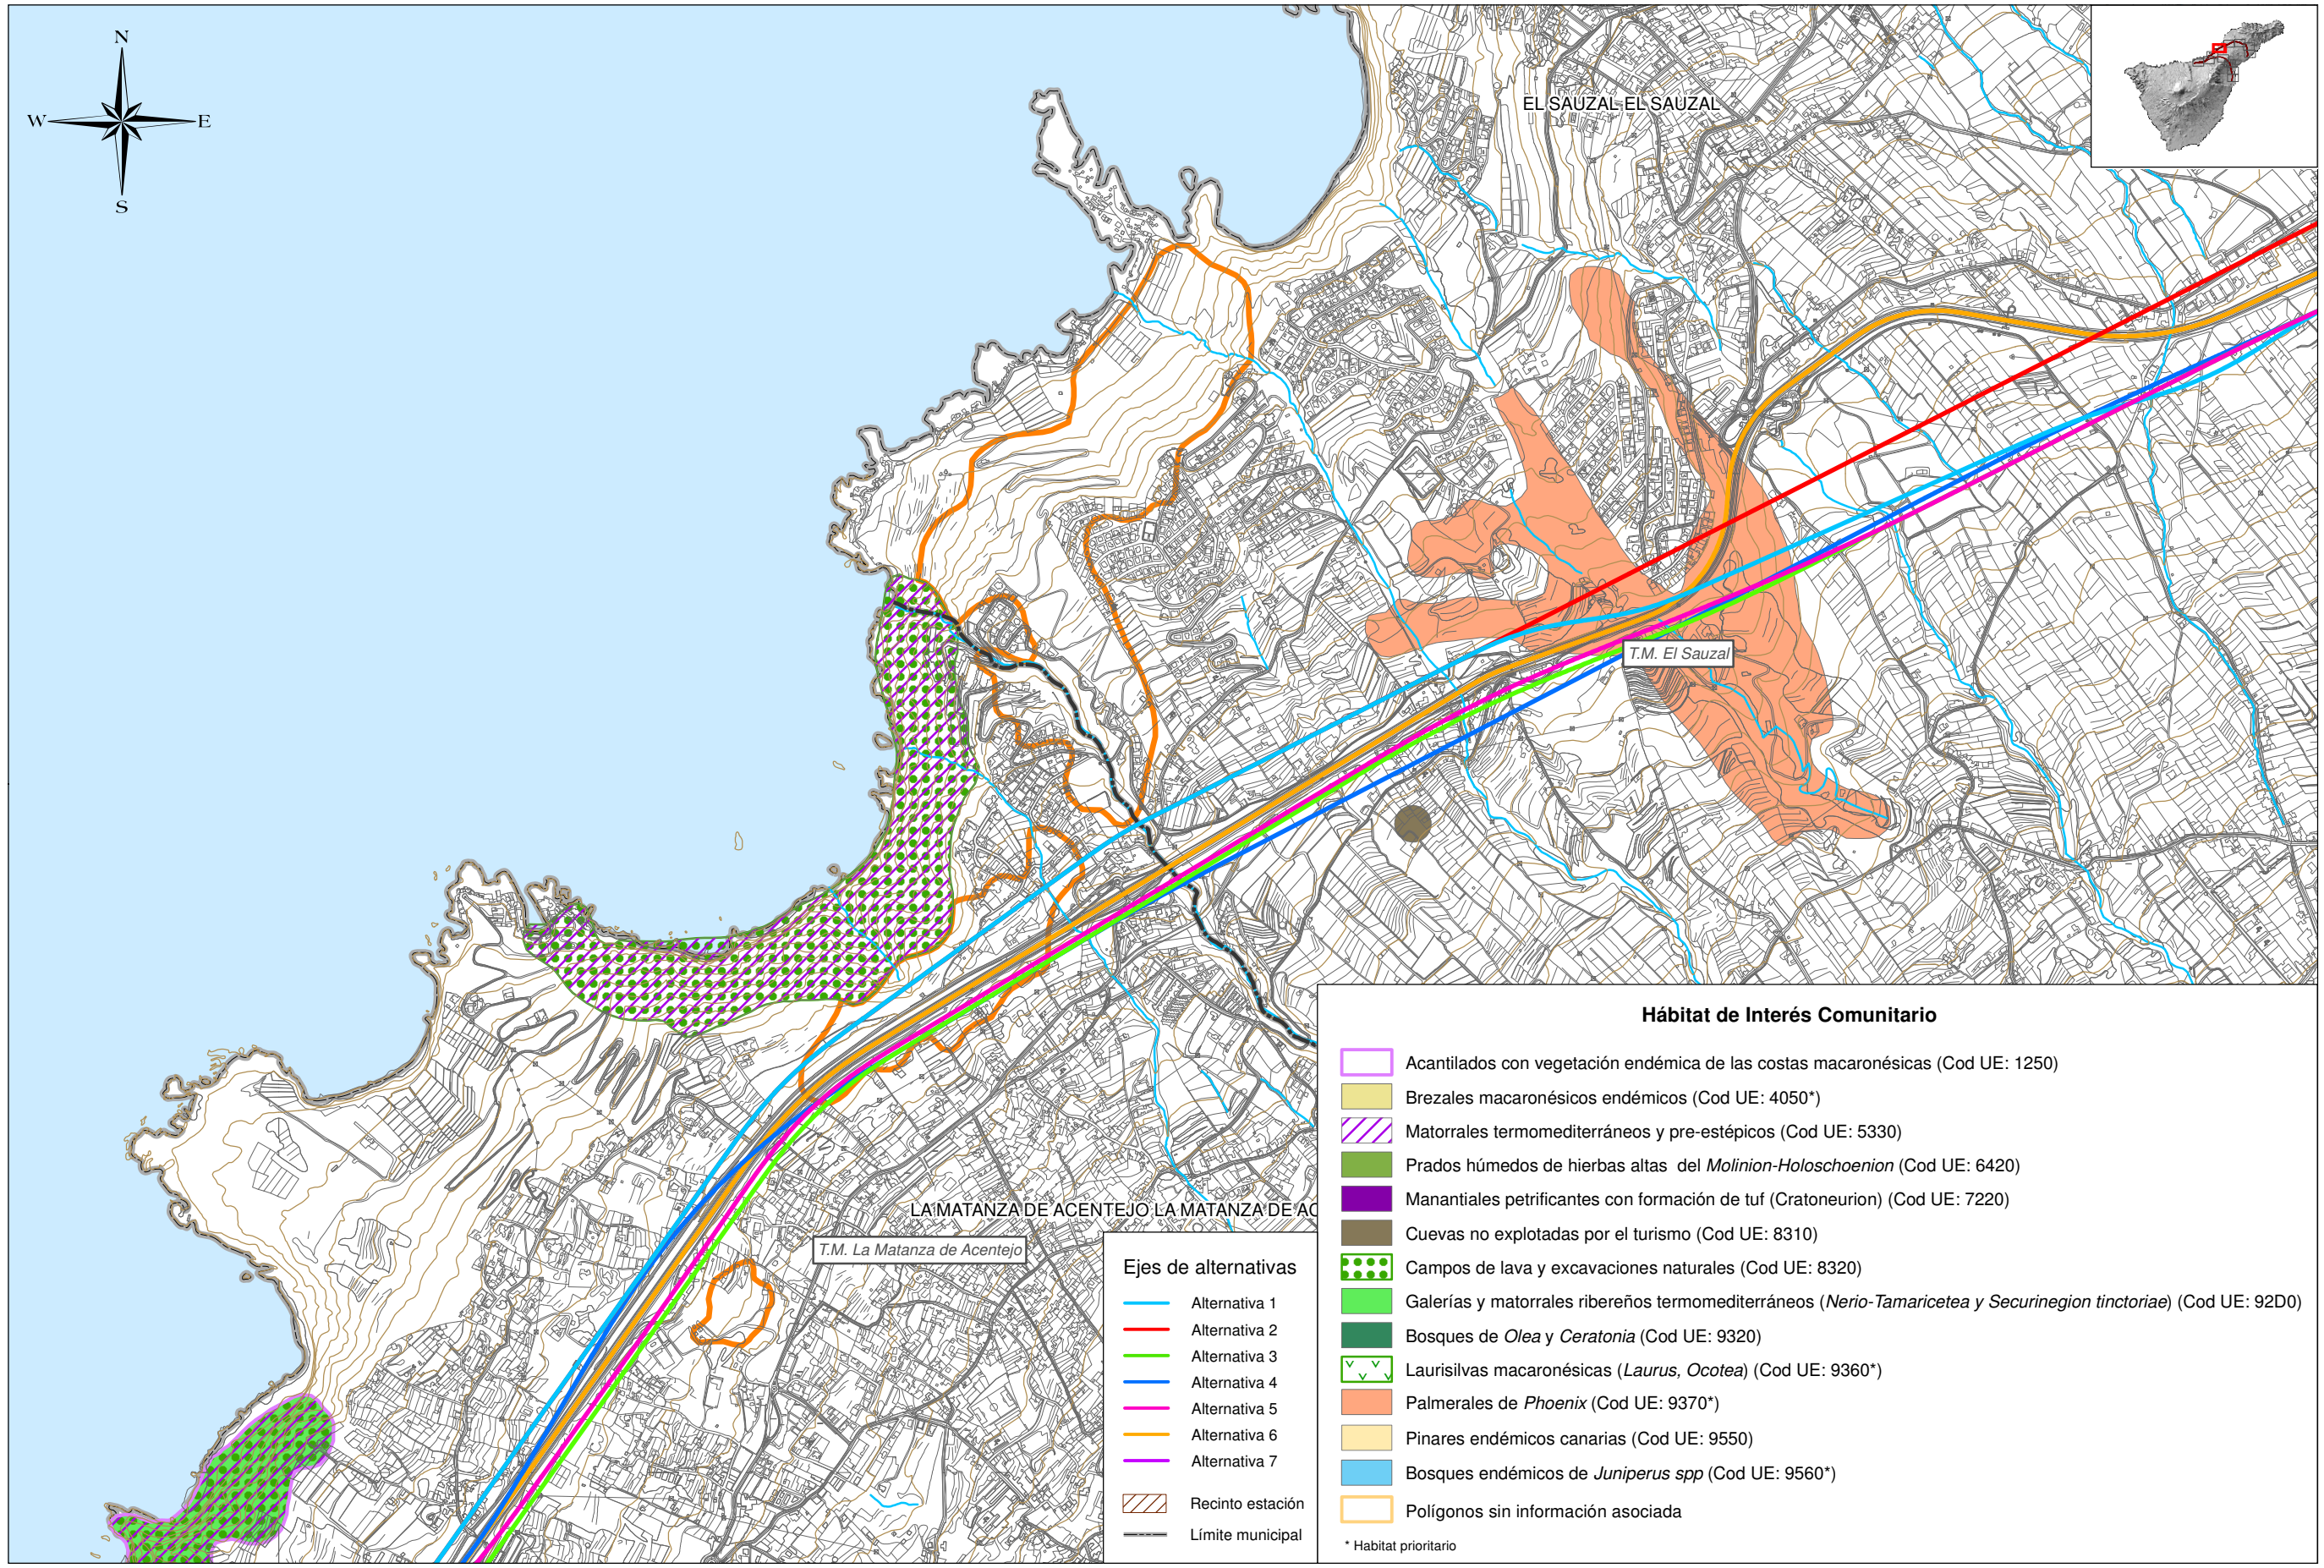 N
W E
S
EL SAUZAL EL SAUZAL
T.M. El Sauzal
LA MATANZA DE ACENTEJO LA MATANZA DE AC
T.M. La Matanza de Acentejo
Ejes de alternativas
Alternativa 1
Alternativa 2
Alternativa 3
Alternativa 4
Alternativa 5
Alternativa 6
Alternativa 7
Recinto estación
Límite municipal
Hábitat de Interés Comunitario
Acantilados con vegetación endémica de las costas macaronésicas (Cod UE: 1250)
Brezales macaronésicos endémicos (Cod UE: 4050*)
Matorrales termomediterráneos y pre-estépicos (Cod UE: 5330)
Prados húmedos de hierbas altas del Molinion-Holoschoenion (Cod UE: 6420)
Manantiales petrificantes con formación de tuf (Cratoneurion) (Cod UE: 7220)
Cuevas no explotadas por el turismo (Cod UE: 8310)
Campos de lava y excavaciones naturales (Cod UE: 8320)
Galerías y matorrales ribereños termomediterráneos (Nerio-Tamaricetea y Securinegion tinctoriae) (Cod UE: 92D0)
Bosques de Olea y Ceratonia (Cod UE: 9320)
Laurisilvas macaronésicas (Laurus, Ocotea) (Cod UE: 9360*)
Palmerales de Phoenix (Cod UE: 9370*)
Pinares endémicos canarias (Cod UE: 9550)
Bosques endémicos de Juniperus spp (Cod UE: 9560*)
Polígonos sin información asociada
* Habitat prioritario